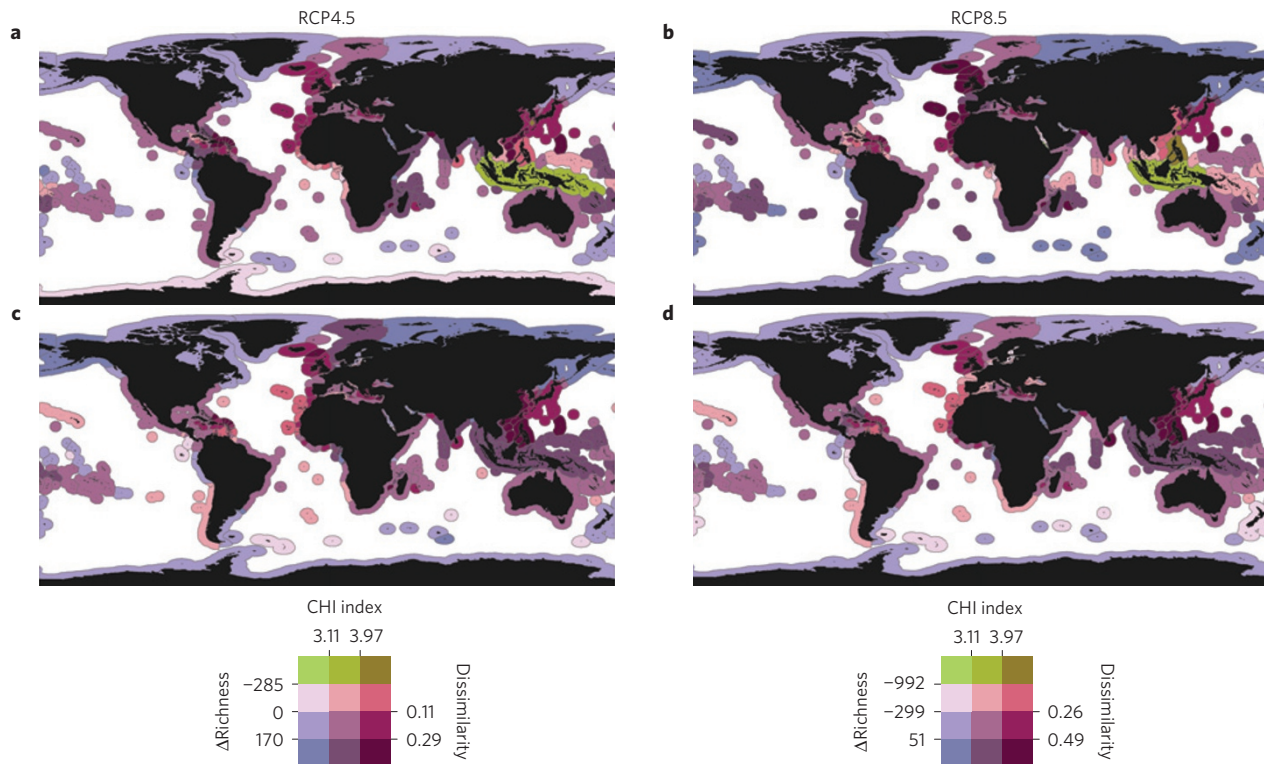 RCP4.5
RCP8.5
a
b
c
d
CHI index
3.11 3.97
ΔRichness
−285
0
170
0.11
0.29
Dissimilarity
CHI index
3.11 3.97
ΔRichness
−992
−299
51
0.26
0.49
Dissimilarity